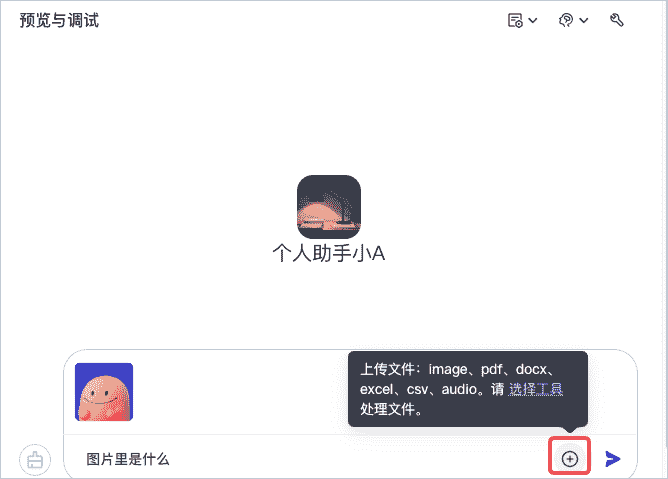 预览与调试
个人助手小A
上传文件：image、pdf、docx、
excel、csv、audio。请 选择工具
处理文件。
图片里是什么